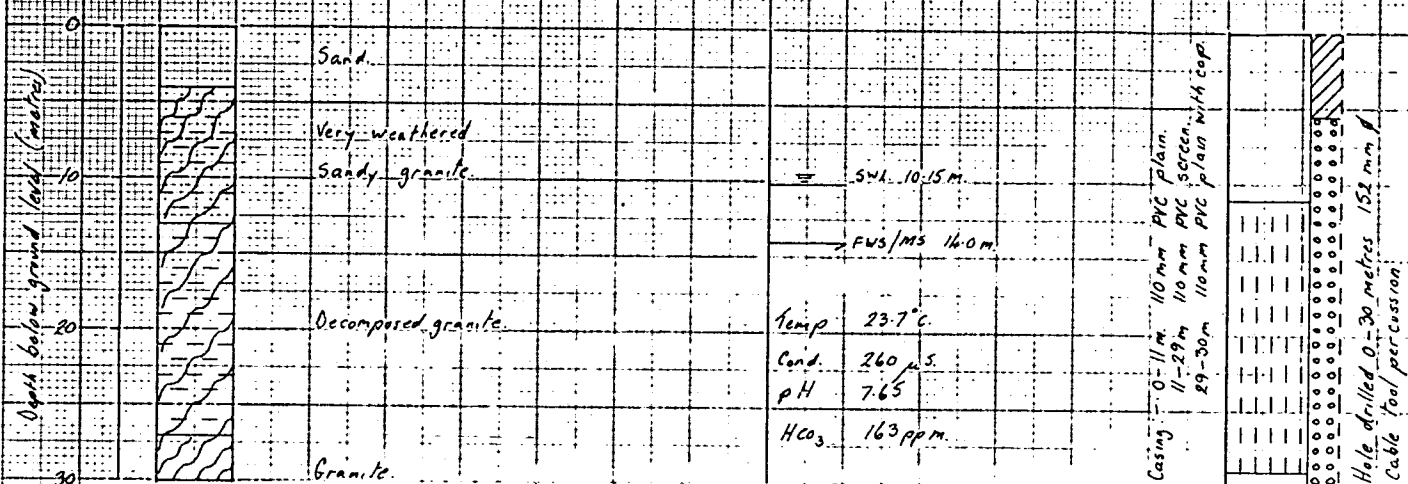 0
10
20
30
Depth below ground level (metres)
Sand.
Very weathered
Sandy granite.
Decomposed granite.
Granite.
SWL 10.15 m.
FWS/MS 14.0 m.
Temp 23.7°C.
Cond. 260 µS.
pH 7.65
HCO3 163 ppm.
Casing - 0-11 m. 110 mm PVC plain.
11-29 m 110 mm PVC screen.
29-30 m 110 mm PVC plain with cap.
Hole drilled 0-30 metres 152 mm ø
Cable tool percussion.